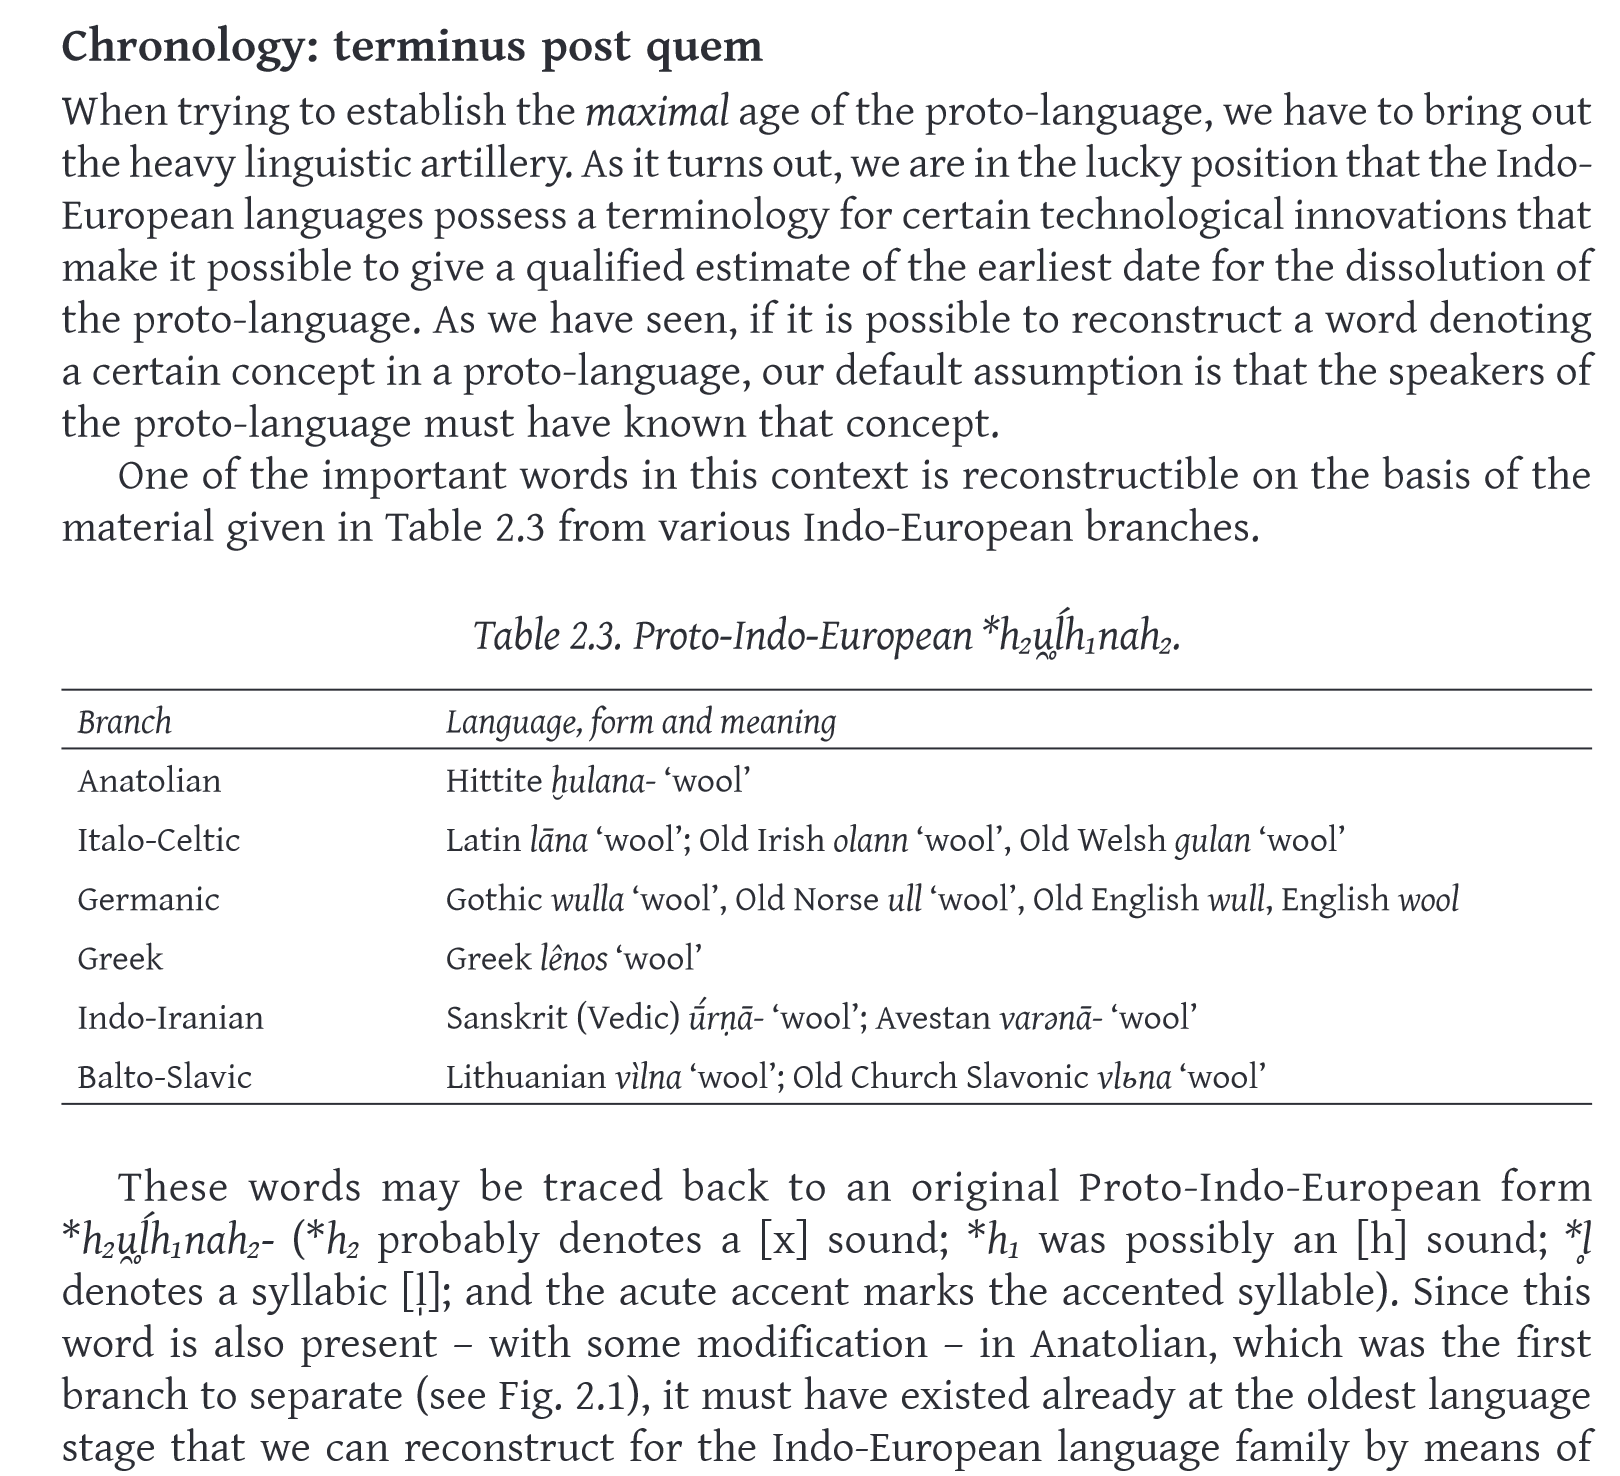 Chronology: terminus post quem
When trying to establish the maximal age of the proto-language, we have to bring out
the heavy linguistic artillery. As it turns out, we are in the lucky position that the Indo-
European languages possess a terminology for certain technological innovations that
make it possible to give a qualified estimate of the earliest date for the dissolution of
the proto-language. As we have seen, if it is possible to reconstruct a word denoting
a certain concept in a proto-language, our default assumption is that the speakers of
the proto-language must have known that concept.
One of the important words in this context is reconstructible on the basis of the
material given in Table 2.3 from various Indo-European branches.
Table 2.3. Proto-Indo-European *h₂u̯ĺ̥h₁nah₂.
Branch Language, form and meaning
Anatolian Hittite ḫulana- ‘wool’
Italo-Celtic Latin lāna ‘wool’; Old Irish olann ‘wool’, Old Welsh gulan ‘wool’
Germanic Gothic wulla ‘wool’, Old Norse ull ‘wool’, Old English wull, English wool
Greek Greek lênos ‘wool’
Indo-Iranian Sanskrit (Vedic) ū́rṇā- ‘wool’; Avestan varənā- ‘wool’
Balto-Slavic Lithuanian vìlna ‘wool’; Old Church Slavonic vlьna ‘wool’
These words may be traced back to an original Proto-Indo-European form
*h₂u̯ĺ̥h₁nah₂- (*h₂ probably denotes a [x] sound; *h₁ was possibly an [h] sound; *l̥
denotes a syllabic [l̩]; and the acute accent marks the accented syllable). Since this
word is also present – with some modification – in Anatolian, which was the first
branch to separate (see Fig. 2.1), it must have existed already at the oldest language
stage that we can reconstruct for the Indo-European language family by means of